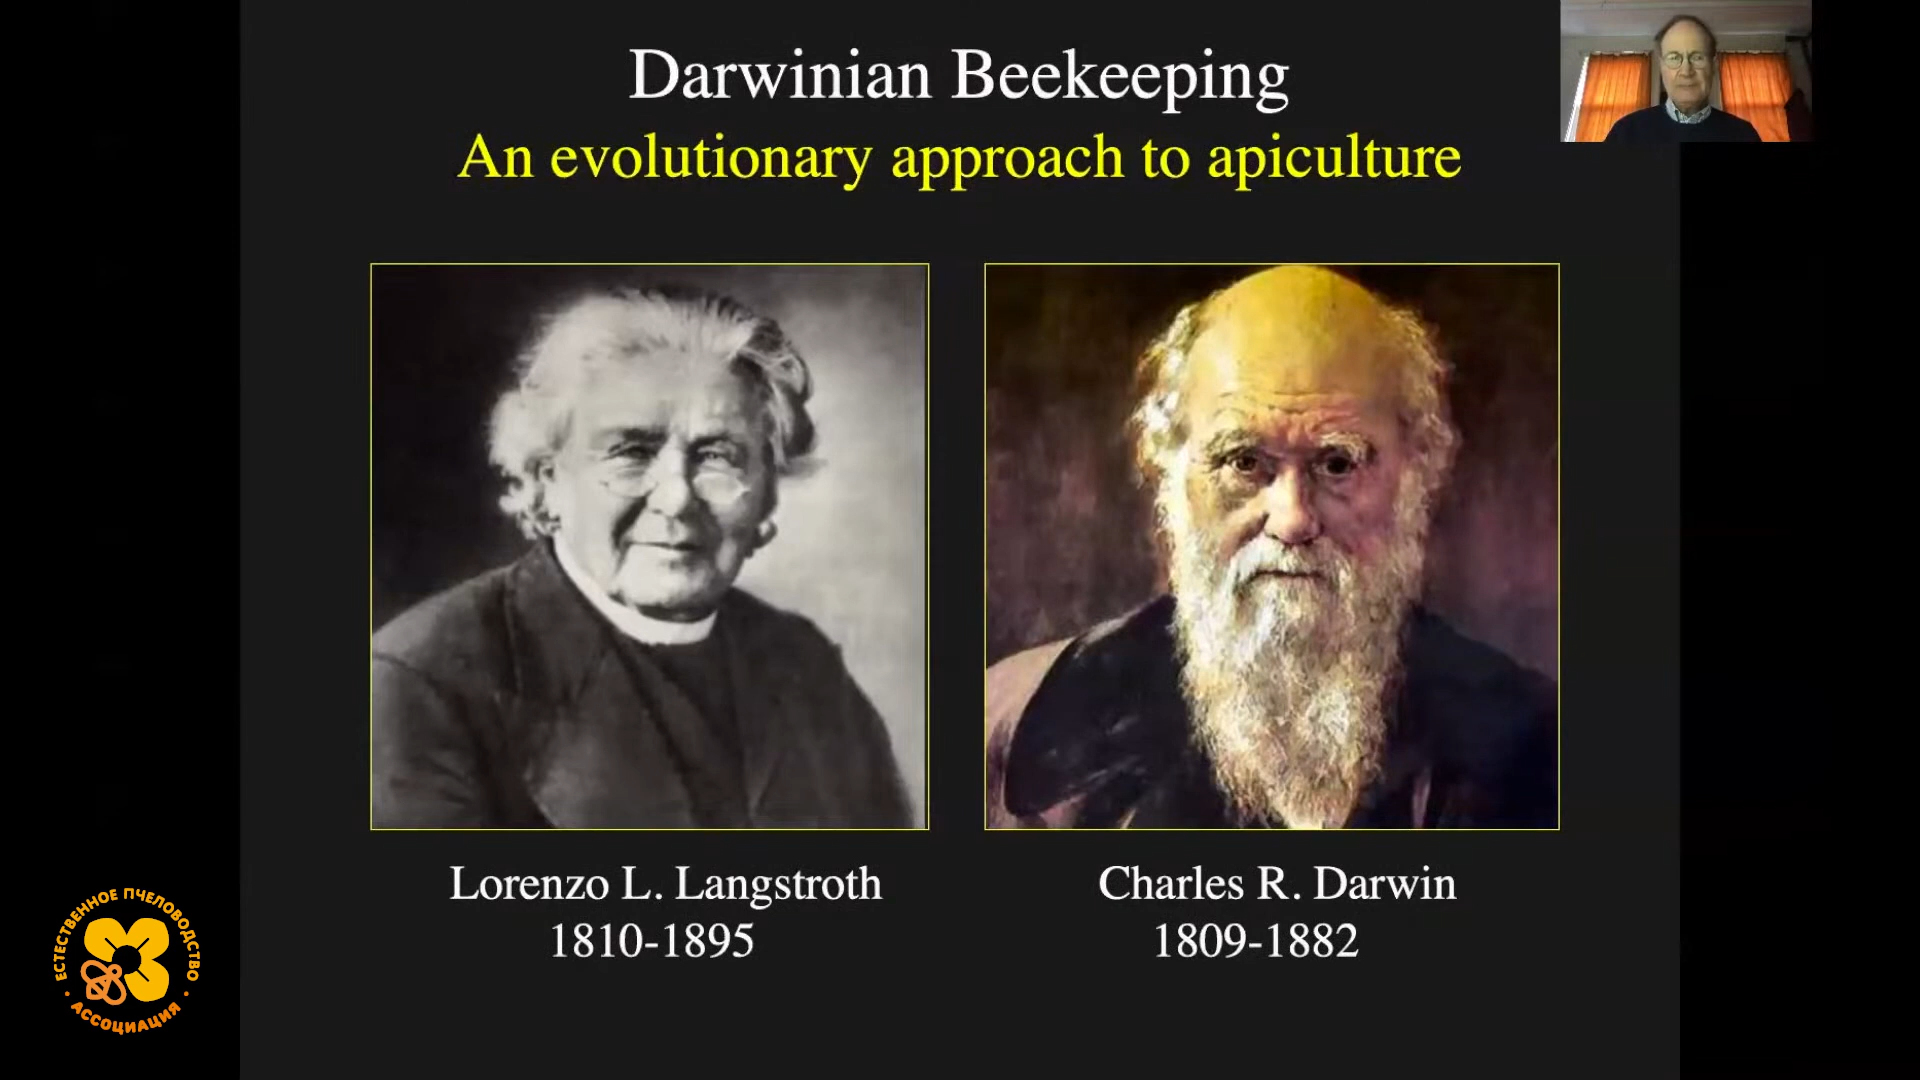 Darwinian Beekeeping
An evolutionary approach to apiculture
Lorenzo L. Langstroth
1810-1895
Charles R. Darwin
1809-1882
ЕСТЕСТВЕННОЕ ПЧЕЛОВОДСТВО
· АССОЦИАЦИЯ ·